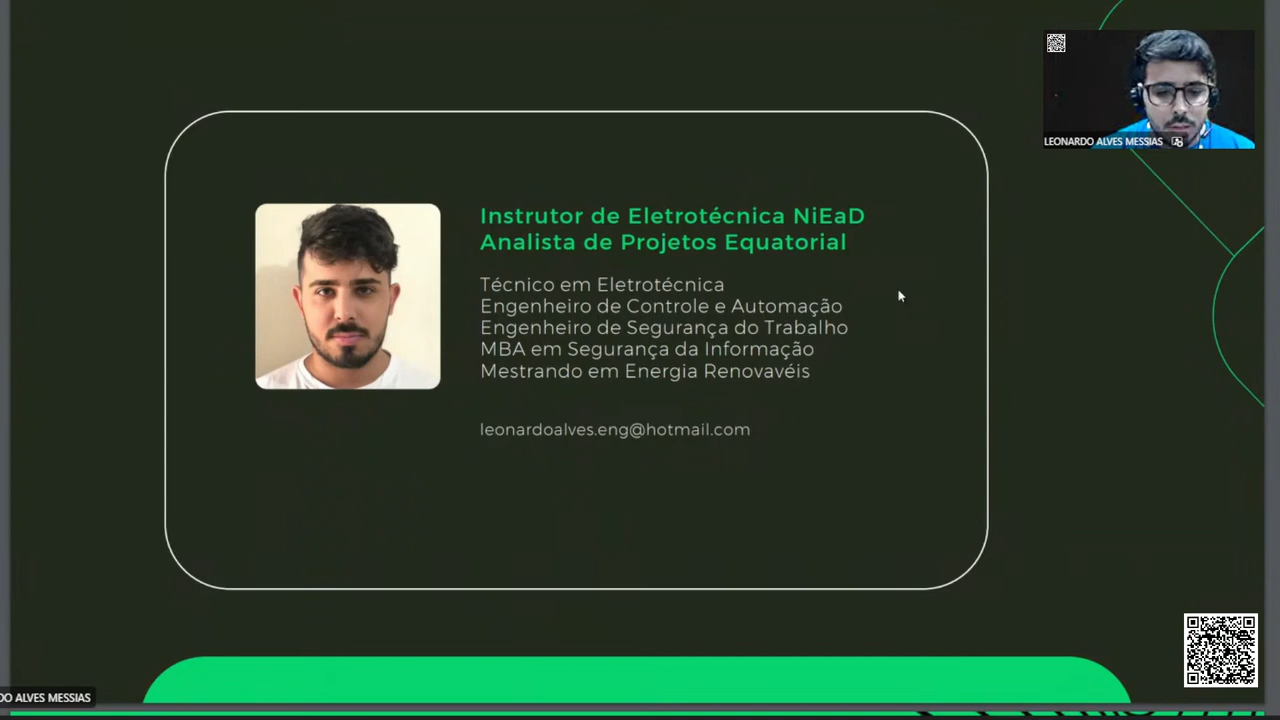 LEONARDO ALVES MESSIAS
Instrutor de Eletrotécnica NiEaD
Analista de Projetos Equatorial
Técnico em Eletrotécnica
Engenheiro de Controle e Automação
Engenheiro de Segurança do Trabalho
MBA em Segurança da Informação
Mestrando em Energia Renovavéis
leonardoalves.eng@hotmail.com
DO ALVES MESSIAS